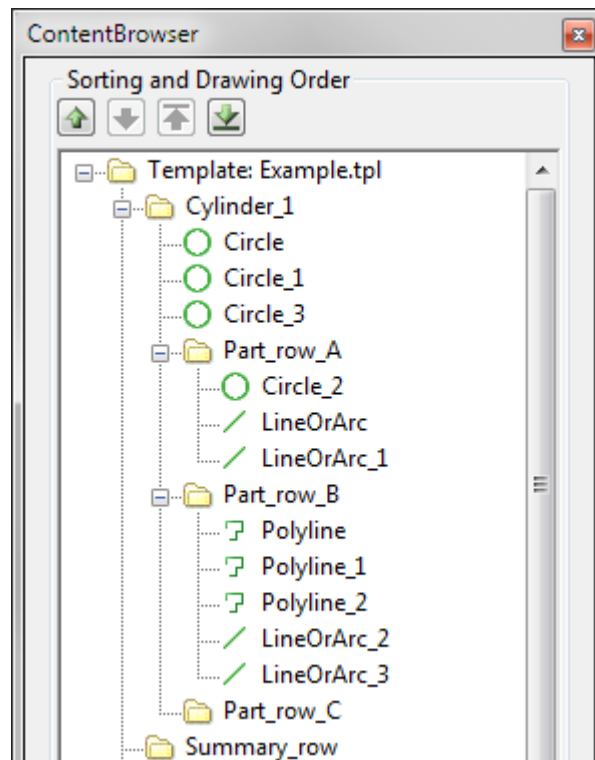 ContentBrowser
Sorting and Drawing Order
Template: Example.tpl
Cylinder_1
Circle
Circle_1
Circle_3
Part_row_A
Circle_2
LineOrArc
LineOrArc_1
Part_row_B
Polyline
Polyline_1
Polyline_2
LineOrArc_2
LineOrArc_3
Part_row_C
Summary_row